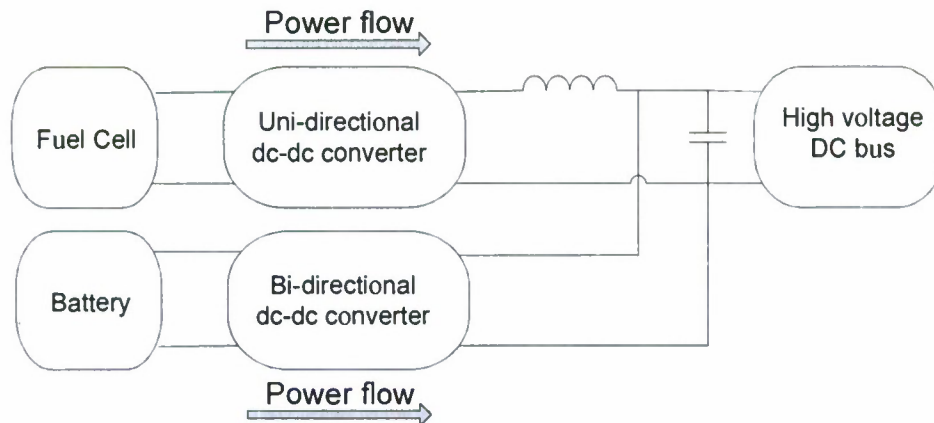 Power flow
Fuel Cell
Uni-directional
dc-dc converter
High voltage
DC bus
Battery
Bi-directional
dc-dc converter
Power flow